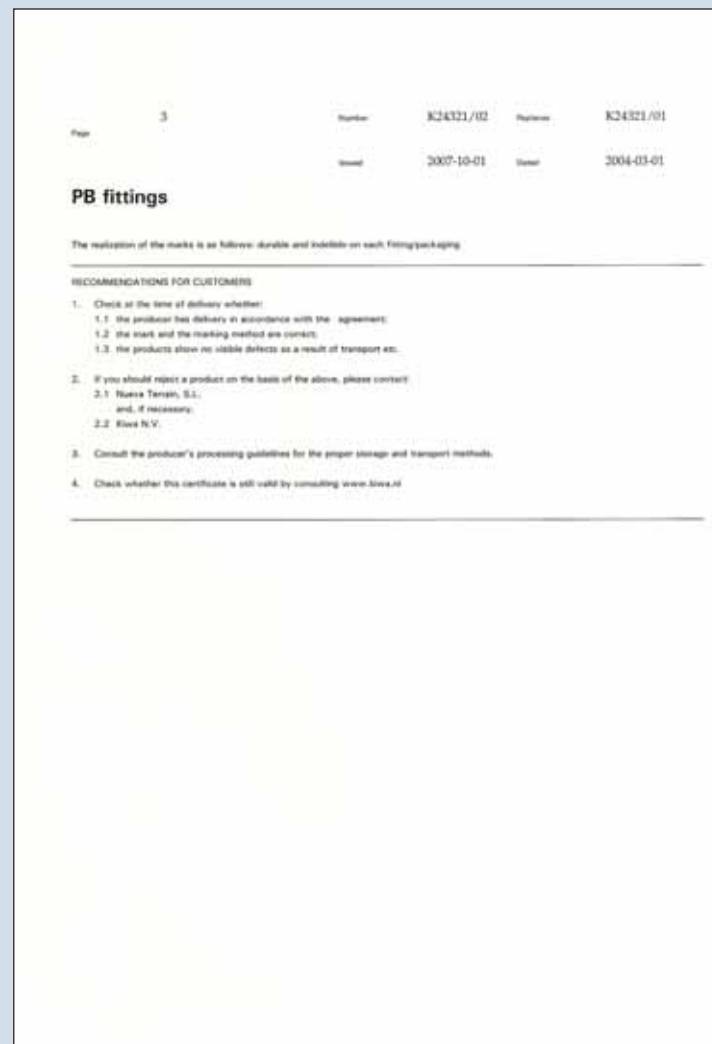 3 Number K24321/02 Replaces K24321/01
Page
Issued 2007-10-01 Dated 2004-03-01
PB fittings
The realization of the marks is as follows: durable and indelible on each fitting/packaging
RECOMMENDATIONS FOR CUSTOMERS
1. Check at the time of delivery whether:
1.1 the producer has delivery in accordance with the agreement;
1.2 the mark and the marking method are correct;
1.3 the products show no visible defects as a result of transport etc.
2. If you should reject a product on the basis of the above, please contact:
2.1 Nueva Terrain, S.L.
and, if necessary,
2.2 Kiwa N.V.
3. Consult the producer's processing guidelines for the proper storage and transport methods.
4. Check whether this certificate is still valid by consulting www.kiwa.nl